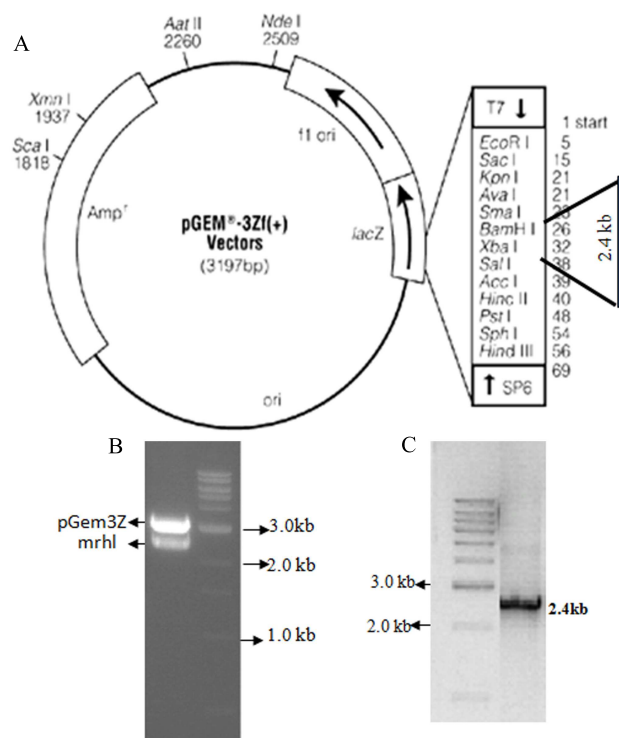 A
Aat II
2260
Nde I
2509
Xmn I
1937
Sca I
1818
Ampʳ
f1 ori
lacZ
pGEM®-3Zf(+)
Vectors
(3197bp)
ori
T7 ↓
1 start
EcoR I 5
Sac I 15
Kpn I 21
Ava I 21
Sma I 23
BamH I 26
Xba I 32
Sal I 38
Acc I 39
Hinc II 40
Pst I 48
Sph I 54
Hind III 56
69
↑ SP6
2.4 kb
B
pGem3Z
mrhl
3.0kb
2.0 kb
1.0 kb
C
3.0 kb
2.0 kb
2.4kb